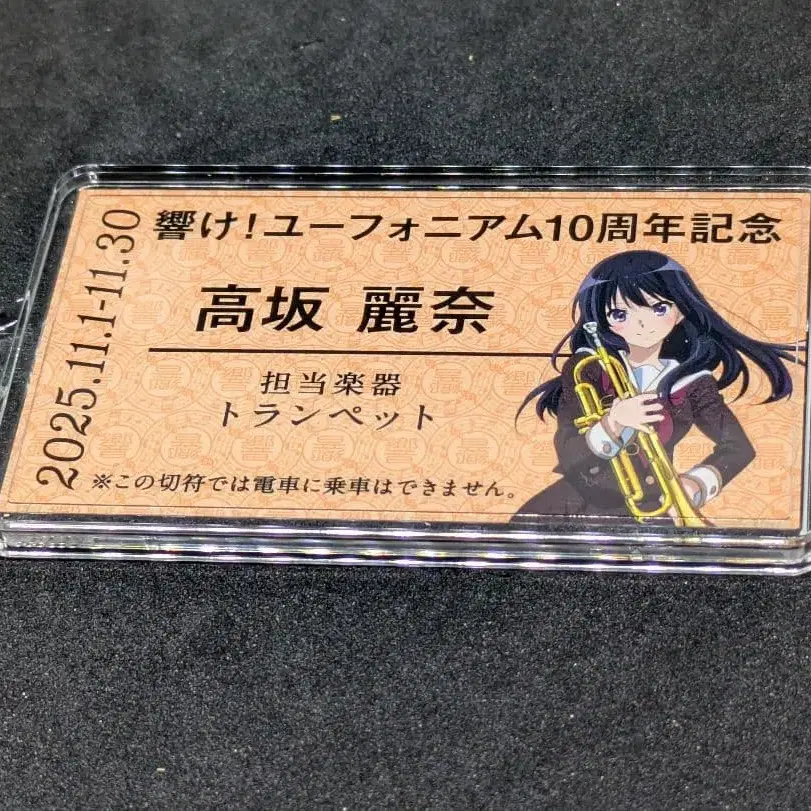 響け!ユーフォニアム10周年記念
高坂 麗奈
担当楽器
トランペット
※この切符では電車に乗車はできません。
2025.11.1-11.30